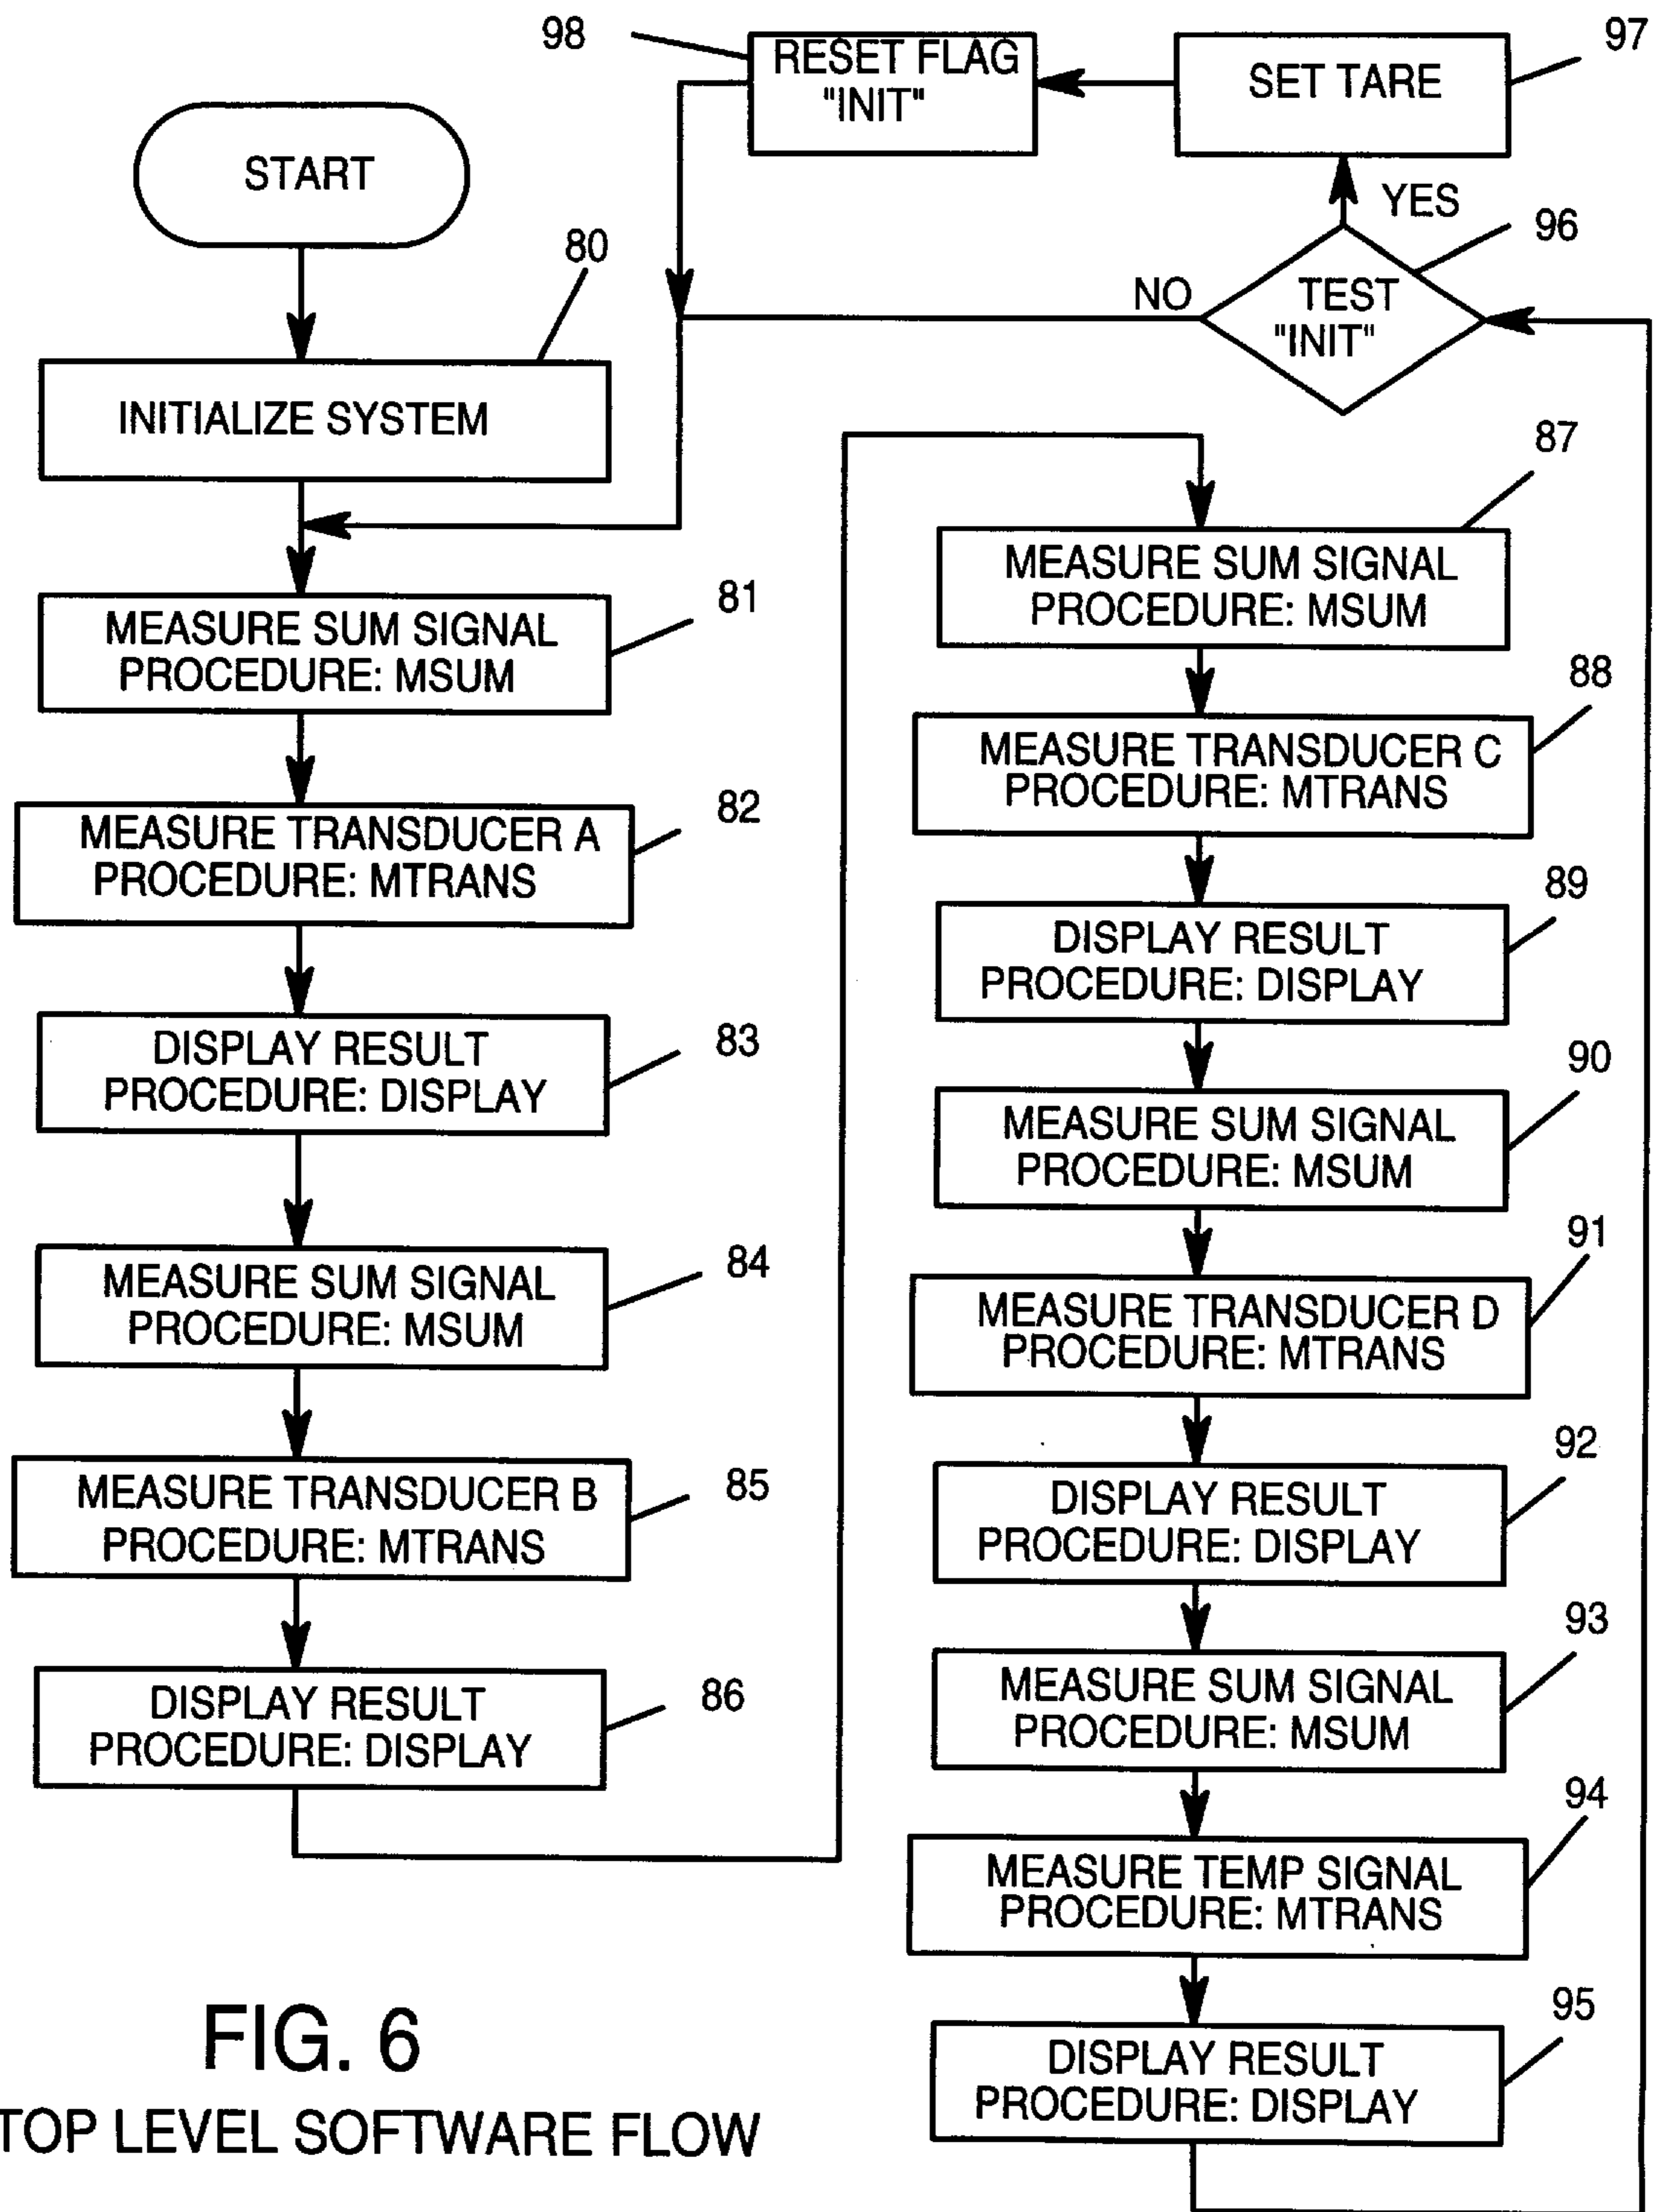 98
RESET FLAG
"INIT"
SET TARE
97
START
YES
96
NO
TEST
"INIT"
80
INITIALIZE SYSTEM
81
MEASURE SUM SIGNAL
PROCEDURE: MSUM
82
MEASURE TRANSDUCER A
PROCEDURE: MTRANS
83
DISPLAY RESULT
PROCEDURE: DISPLAY
84
MEASURE SUM SIGNAL
PROCEDURE: MSUM
85
MEASURE TRANSDUCER B
PROCEDURE: MTRANS
86
DISPLAY RESULT
PROCEDURE: DISPLAY
87
MEASURE SUM SIGNAL
PROCEDURE: MSUM
88
MEASURE TRANSDUCER C
PROCEDURE: MTRANS
89
DISPLAY RESULT
PROCEDURE: DISPLAY
90
MEASURE SUM SIGNAL
PROCEDURE: MSUM
91
MEASURE TRANSDUCER D
PROCEDURE: MTRANS
92
DISPLAY RESULT
PROCEDURE: DISPLAY
93
MEASURE SUM SIGNAL
PROCEDURE: MSUM
94
MEASURE TEMP SIGNAL
PROCEDURE: MTRANS
95
DISPLAY RESULT
PROCEDURE: DISPLAY
FIG. 6
TOP LEVEL SOFTWARE FLOW